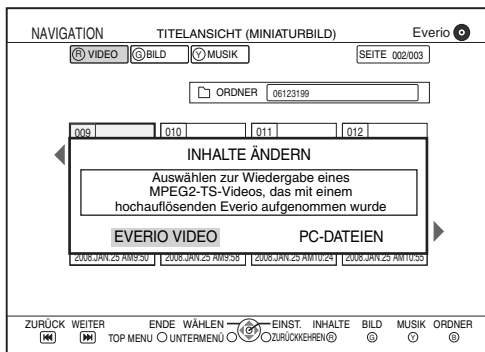 NAVIGATION TITELANSICHT (MINIATURBILD) Everio
R VIDEO G BILD Y MUSIK SEITE 002/003
ORDNER 06123199
009 010 011 012
INHALTE ÄNDERN
Auswählen zur Wiedergabe eines
MPEG2-TS-Videos, das mit einem
hochauflösenden Everio aufgenommen wurde
EVERIO VIDEO PC-DATEIEN
2008.JAN.25 AM9:50 2008.JAN.25 AM9:58 2008.JAN.25 AM10:24 2008.JAN.25 AM10:55
ZURÜCK WEITER ENDE WÄHLEN EINST. INHALTE BILD MUSIK ORDNER
TOP MENU UNTERMENÜ ZURÜCKKEHREN R G Y B